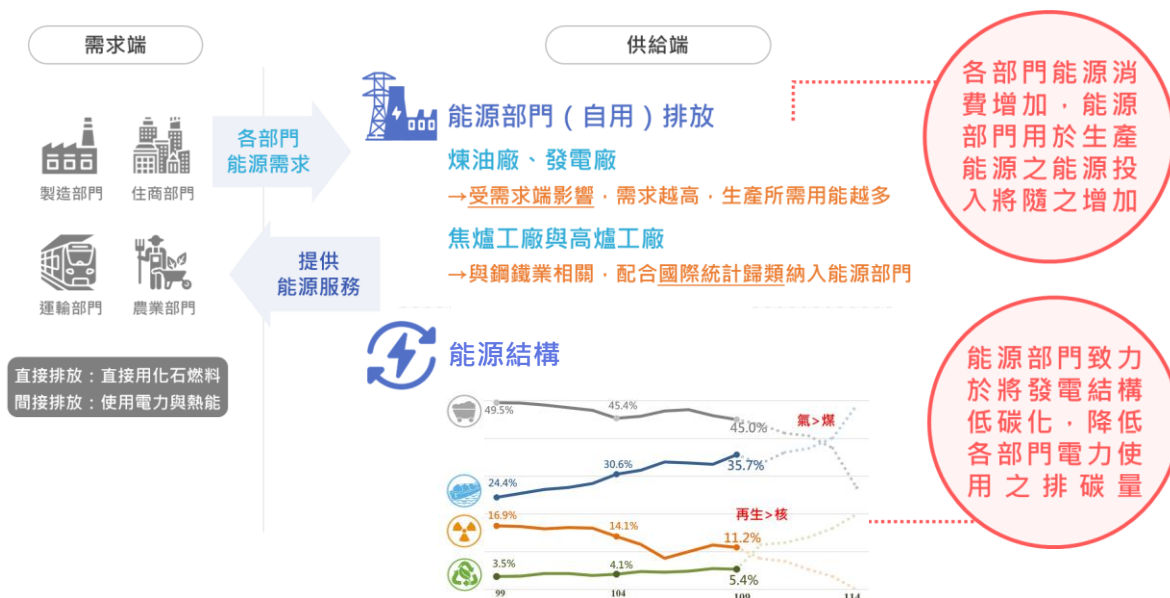 需求端
製造部門
住商部門
運輸部門
農業部門
直接排放：直接用化石燃料
間接排放：使用電力與熱能
各部門
能源需求
提供
能源服務
供給端
能源部門（自用）排放
煉油廠、發電廠
→受需求端影響，需求越高，生產所需用能越多
焦爐工廠與高爐工廠
→與鋼鐵業相關，配合國際統計歸類納入能源部門
能源結構
49.5%
45.4%
45.0%
氣>煤
24.4%
30.6%
35.7%
16.9%
14.1%
11.2%
再生>核
3.5%
4.1%
5.4%
99
104
109
114
各部門能源消
費增加，能源
部門用於生產
能源之能源投
入將隨之增加
能源部門致力
於將發電結構
低碳化，降低
各部門電力使
用之排碳量